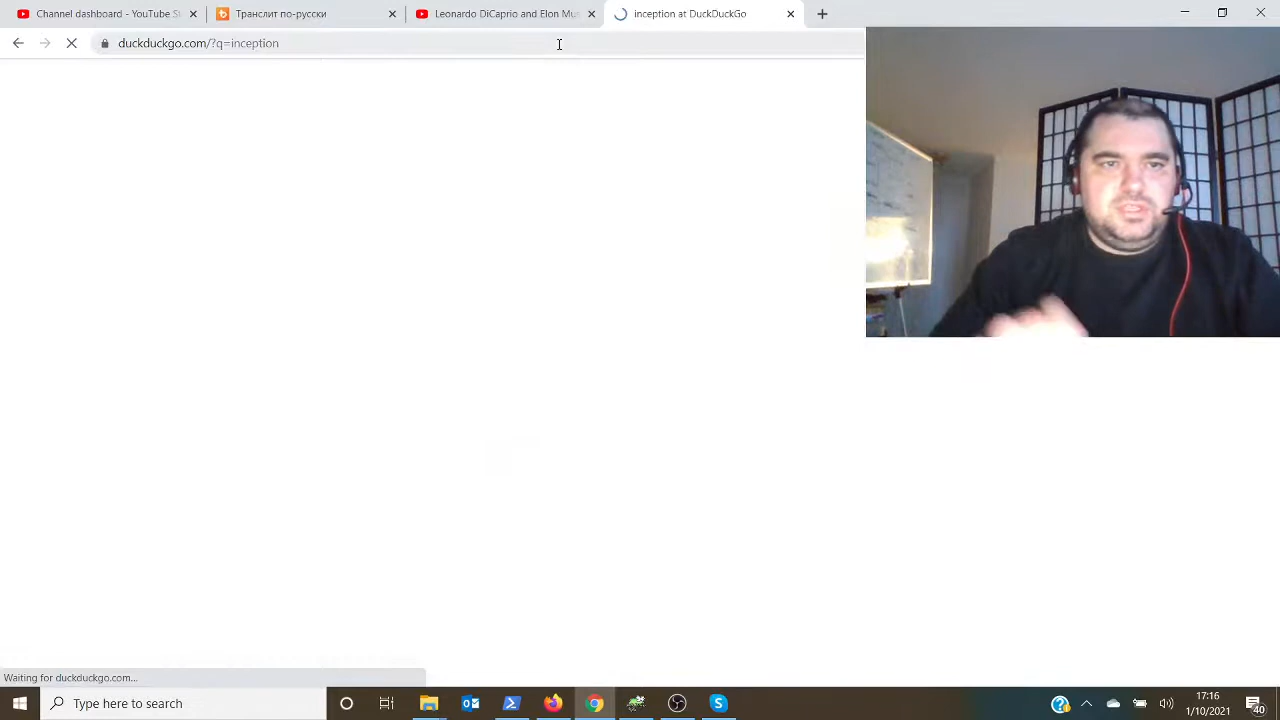 Channel dashboard - YouTube St
Транслит по-русски
Leonardo DiCaprio and Elon Mus
inception at DuckDuckGo
duckduckgo.com/?q=inception
Waiting for duckduckgo.com...
Type here to search
17:16
1/10/2021
40